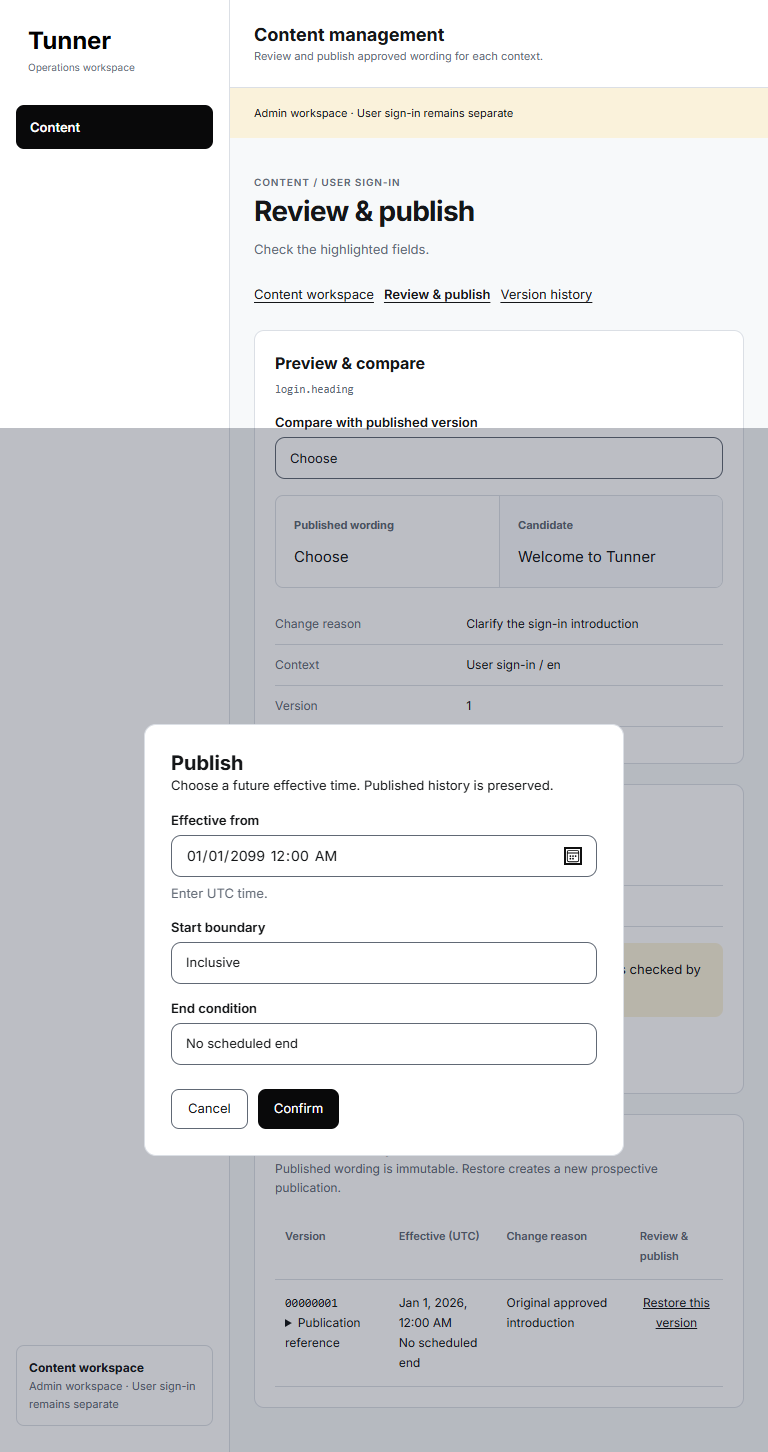 Tunner
Operations workspace
Content
Content management
Review and publish approved wording for each context.
Admin workspace · User sign-in remains separate
CONTENT / USER SIGN-IN
Review & publish
Check the highlighted fields.
Content workspace Review & publish Version history
Preview & compare
login.heading
Compare with published version
Choose
Published wording Candidate
Choose Welcome to Tunner
Change reason Clarify the sign-in introduction
Context User sign-in / en
Version 1
Publish
Choose a future effective time. Published history is preserved.
Effective from
01/01/2099 12:00 AM
Enter UTC time.
Start boundary
Inclusive
checked by
End condition
No scheduled end
Cancel Confirm
Published wording is immutable. Restore creates a new prospective
publication.
Version Effective (UTC) Change reason Review &
publish
00000001 Jan 1, 2026, Original approved Restore this
▶ Publication 12:00 AM introduction version
reference No scheduled
end
Content workspace
Admin workspace · User sign-in
remains separate